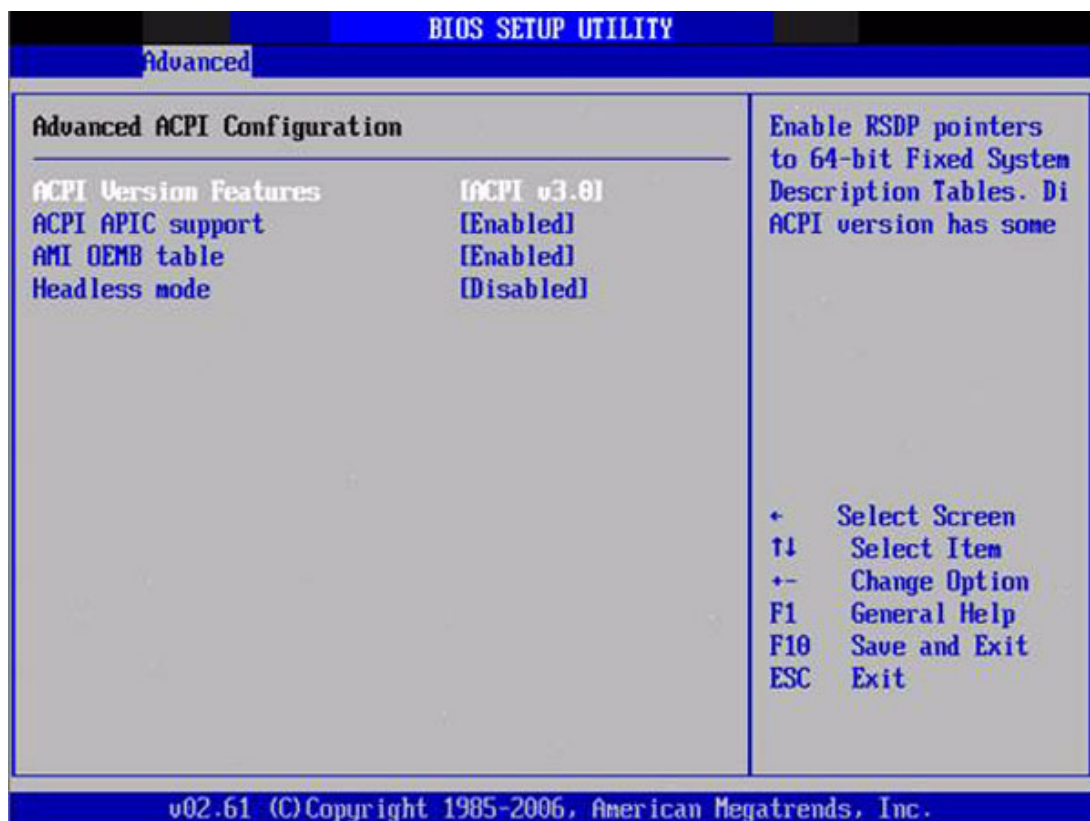 BIOS SETUP UTILITY
Advanced
Advanced ACPI Configuration
ACPI Version Features [ACPI v3.0]
ACPI APIC support [Enabled]
AMI OEMB table [Enabled]
Headless mode [Disabled]
Enable RSDP pointers
to 64-bit Fixed System
Description Tables. Di
ACPI version has some
← Select Screen
↑↓ Select Item
+- Change Option
F1 General Help
F10 Save and Exit
ESC Exit
v02.61 (C)Copyright 1985-2006, American Megatrends, Inc.